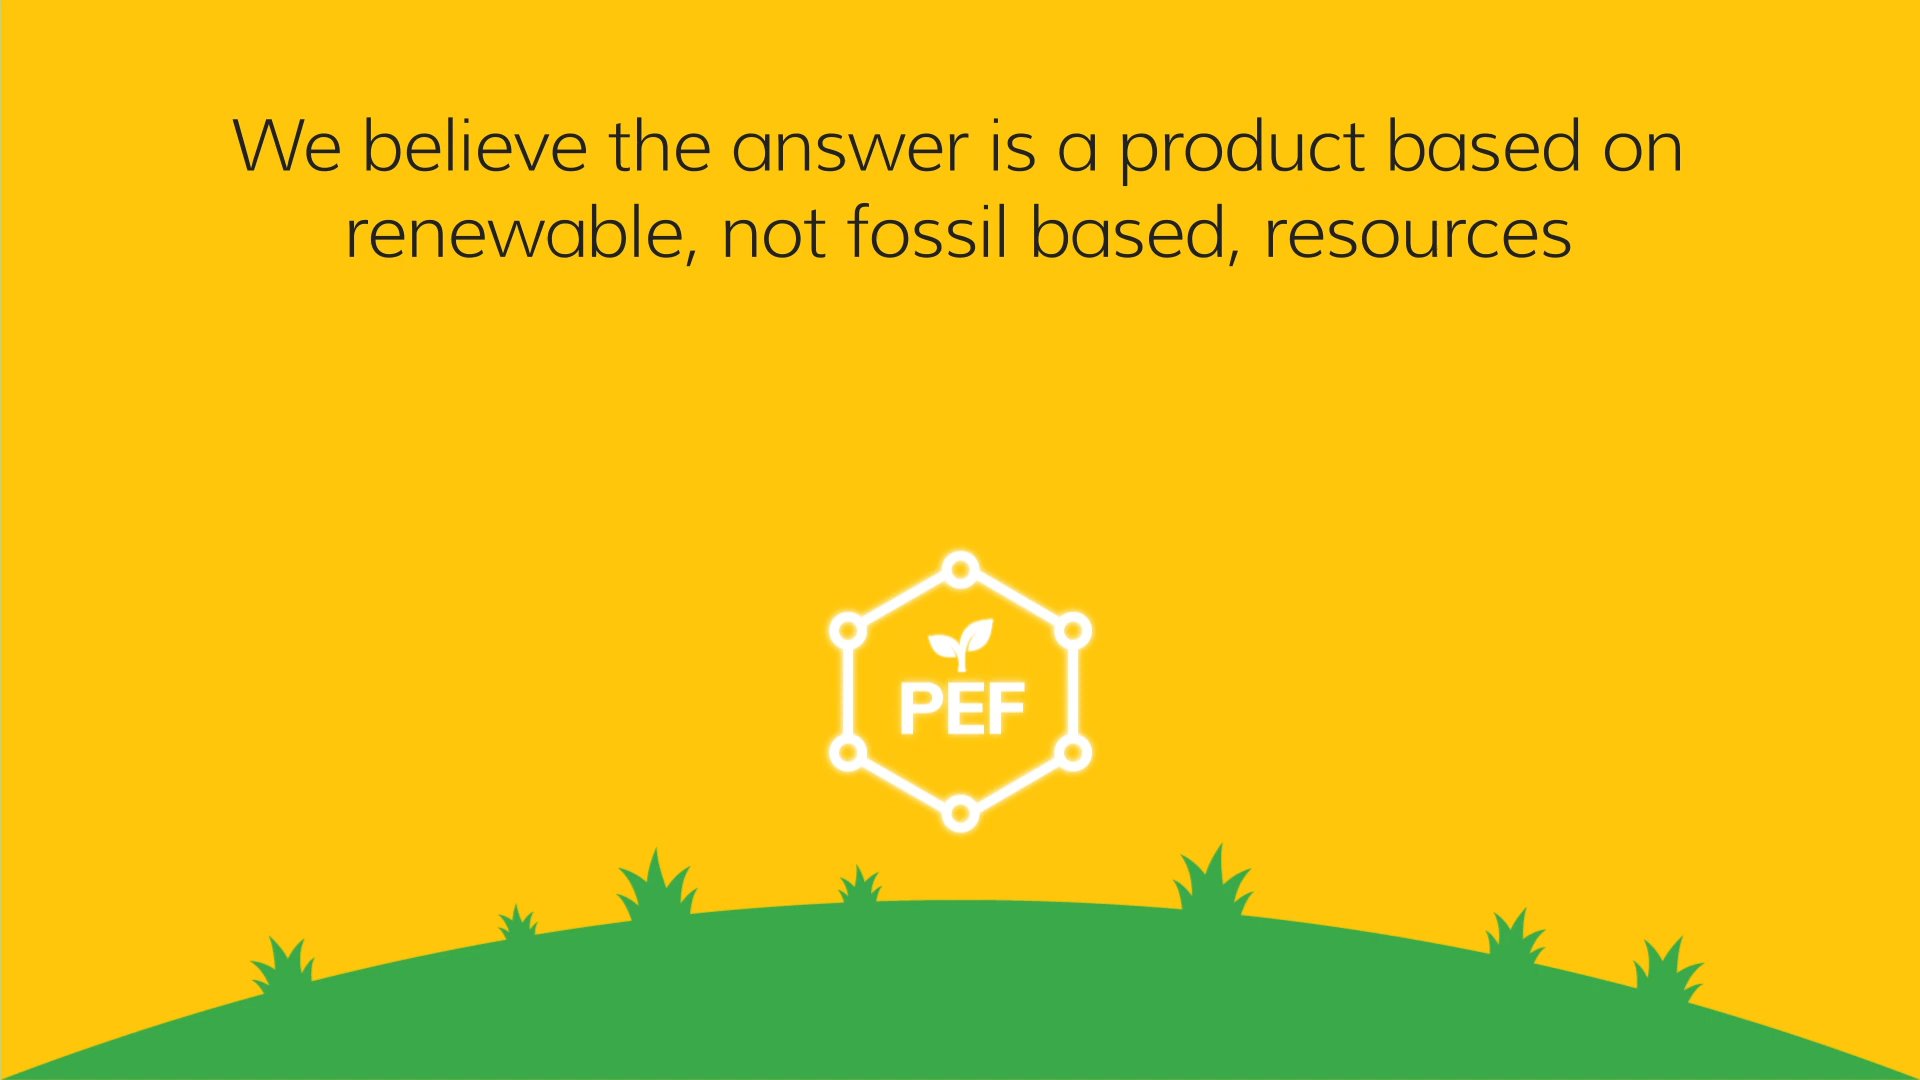 We believe the answer is a product based on
renewable, not fossil based, resources
PEF